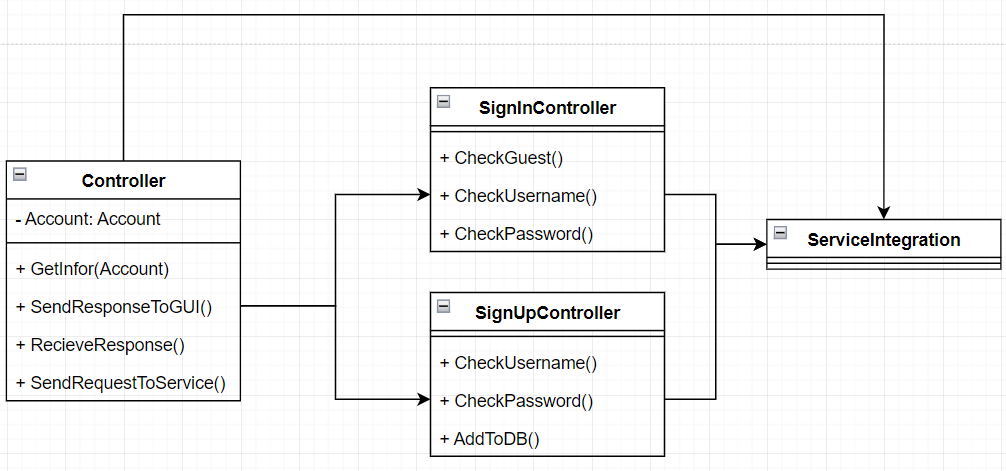 Controller
- Account: Account
+ GetInfor(Account)
+ SendResponseToGUI()
+ RecieveResponse()
+ SendRequestToService()
SignInController
+ CheckGuest()
+ CheckUsername()
+ CheckPassword()
SignUpController
+ CheckUsername()
+ CheckPassword()
+ AddToDB()
ServiceIntegration